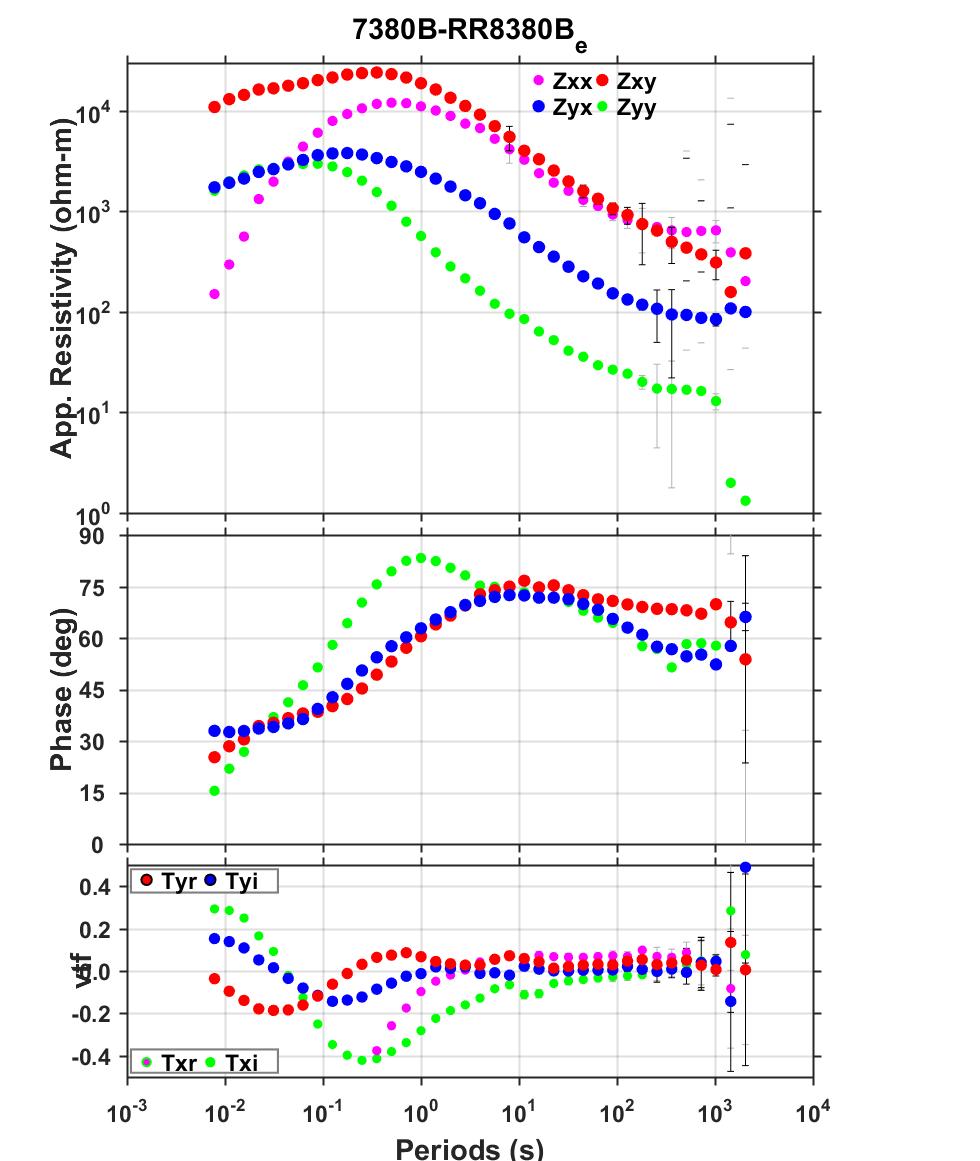 7380B-RR8380B_e
Zxx Zxy
Zyx Zyy
10^4
10^3
10^2
10^1
10^0
App. Resistivity (ohm-m)
90
75
60
45
30
15
0
Phase (deg)
Tyr Tyi
0.4
0.2
0.0
-0.2
-0.4
vtf
Txr Txi
10^-3 10^-2 10^-1 10^0 10^1 10^2 10^3 10^4
Periods (s)